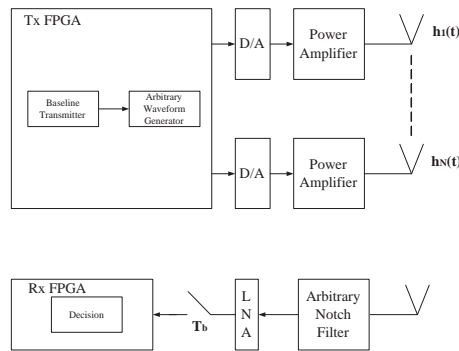 Tx FPGA
Baseline
Transmitter
Arbitrary
Waveform
Generator
D/A
Power
Amplifier
h1(t)
D/A
Power
Amplifier
hN(t)
Rx FPGA
Decision
Tb
L
N
A
Arbitrary
Notch
Filter